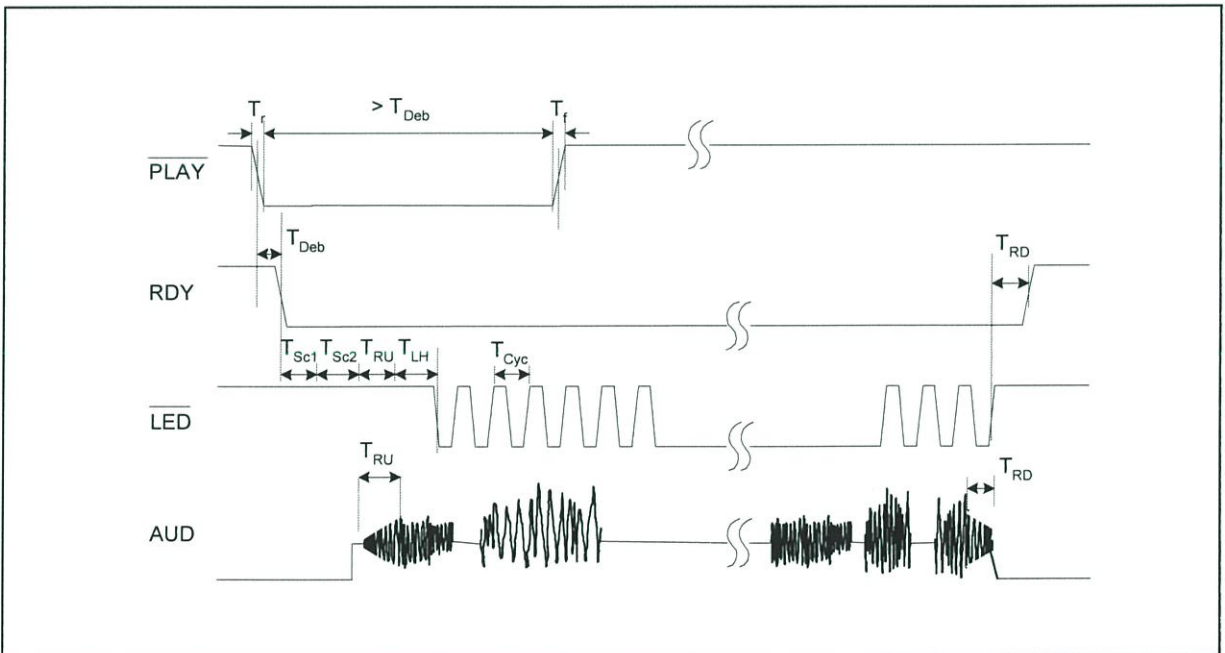 Tr > TDeb Tf
PLAY
TDeb TRD
RDY
TSc1 TSc2 TRU TLH TCyc
LED
TRU TRD
AUD